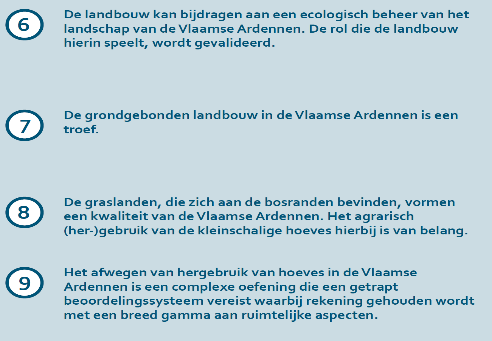 6 De landbouw kan bijdragen aan een ecologisch beheer van het
landschap van de Vlaamse Ardennen. De rol die de landbouw
hierin speelt, wordt gevalideerd.
7 De grondgebonden landbouw in de Vlaamse Ardennen is een
troef.
8 De graslanden, die zich aan de bosranden bevinden, vormen
een kwaliteit van de Vlaamse Ardennen. Het agrarisch
(her-)gebruik van de kleinschalige hoeves hierbij is van belang.
9 Het afwegen van hergebruik van hoeves in de Vlaamse
Ardennen is een complexe oefening die een getrapt
beoordelingssysteem vereist waarbij rekening gehouden wordt
met een breed gamma aan ruimtelijke aspecten.